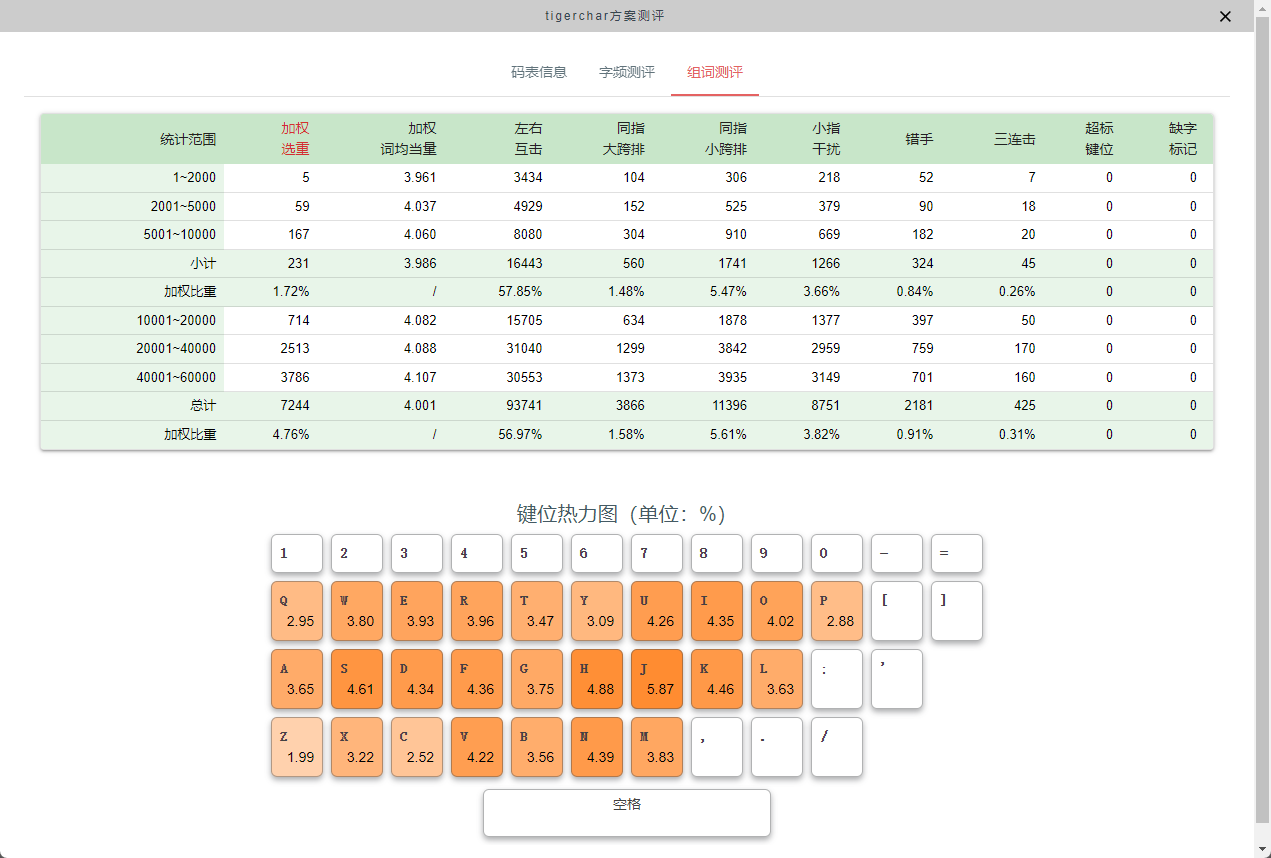 tigerchar方案测评
码表信息 字频测评 组词测评
统计范围 加权选重 加权词均当量 左右互击 同指大跨排 同指小跨排 小指干扰 错手 三连击 超标键位 缺字标记
1~2000 5 3.961 3434 104 306 218 52 7 0 0
2001~5000 59 4.037 4929 152 525 379 90 18 0 0
5001~10000 167 4.060 8080 304 910 669 182 20 0 0
小计 231 3.986 16443 560 1741 1266 324 45 0 0
加权比重 1.72% / 57.85% 1.48% 5.47% 3.66% 0.84% 0.26% 0 0
10001~20000 714 4.082 15705 634 1878 1377 397 50 0 0
20001~40000 2513 4.088 31040 1299 3842 2959 759 170 0 0
40001~60000 3786 4.107 30553 1373 3935 3149 701 160 0 0
总计 7244 4.001 93741 3866 11396 8751 2181 425 0 0
加权比重 4.76% / 56.97% 1.58% 5.61% 3.82% 0.91% 0.31% 0 0
键位热力图（单位：%）
1 2 3 4 5 6 7 8 9 0 - =
Q W E R T Y U I O P [ ]
2.95 3.80 3.93 3.96 3.47 3.09 4.26 4.35 4.02 2.88
A S D F G H J K L : '
3.65 4.61 4.34 4.36 3.75 4.88 5.87 4.46 3.63
Z X C V B N M , . /
1.99 3.22 2.52 4.22 3.56 4.39 3.83
空格